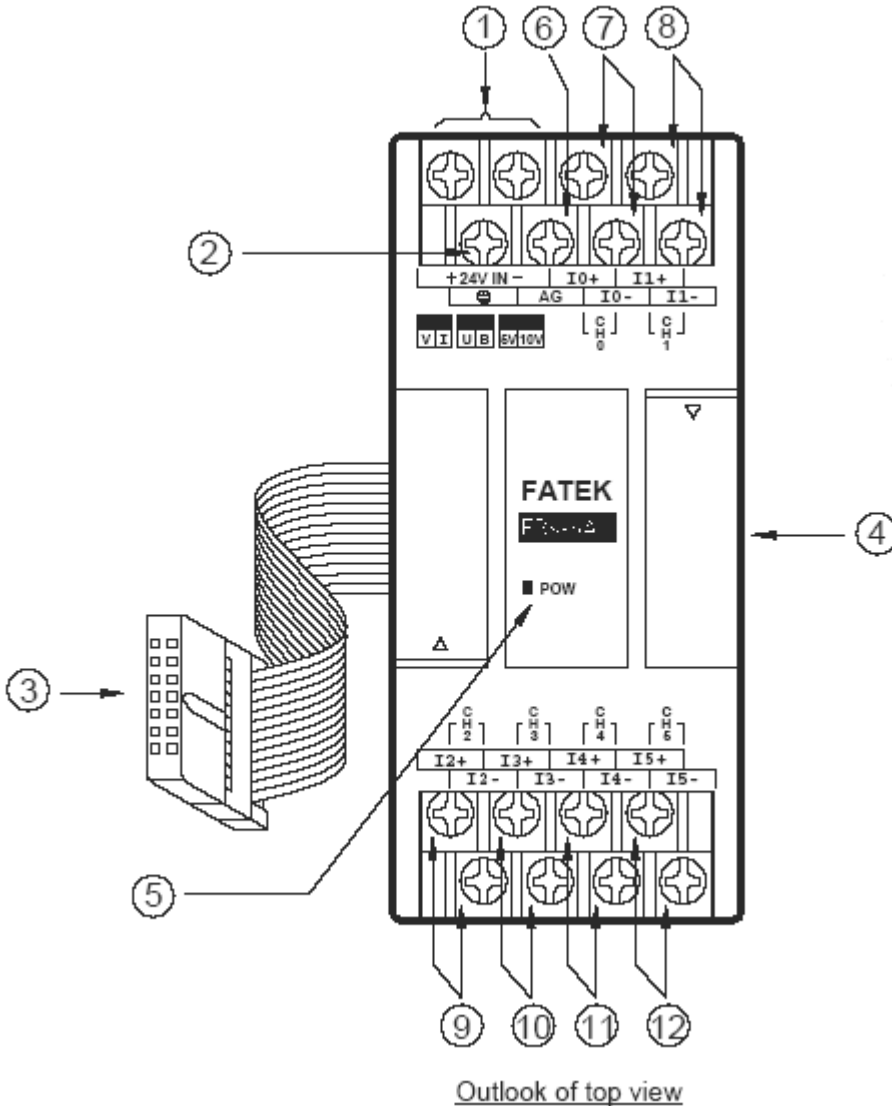 1 6 7 8
2
+ 24V IN - I0+ I1+
AG I0- I1-
CH0 CH1
V I U B 5V 10V
FATEK
4
POW
3
CH2 CH3 CH4 CH5
I2+ I3+ I4+ I5+
I2- I3- I4- I5-
5
9 10 11 12
Outlook of top view